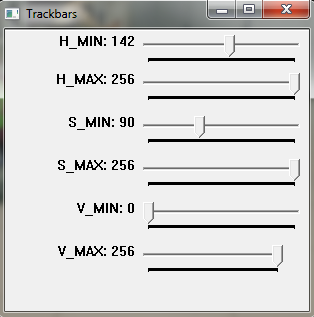 Trackbars
H_MIN: 142
H_MAX: 256
S_MIN: 90
S_MAX: 256
V_MIN: 0
V_MAX: 256